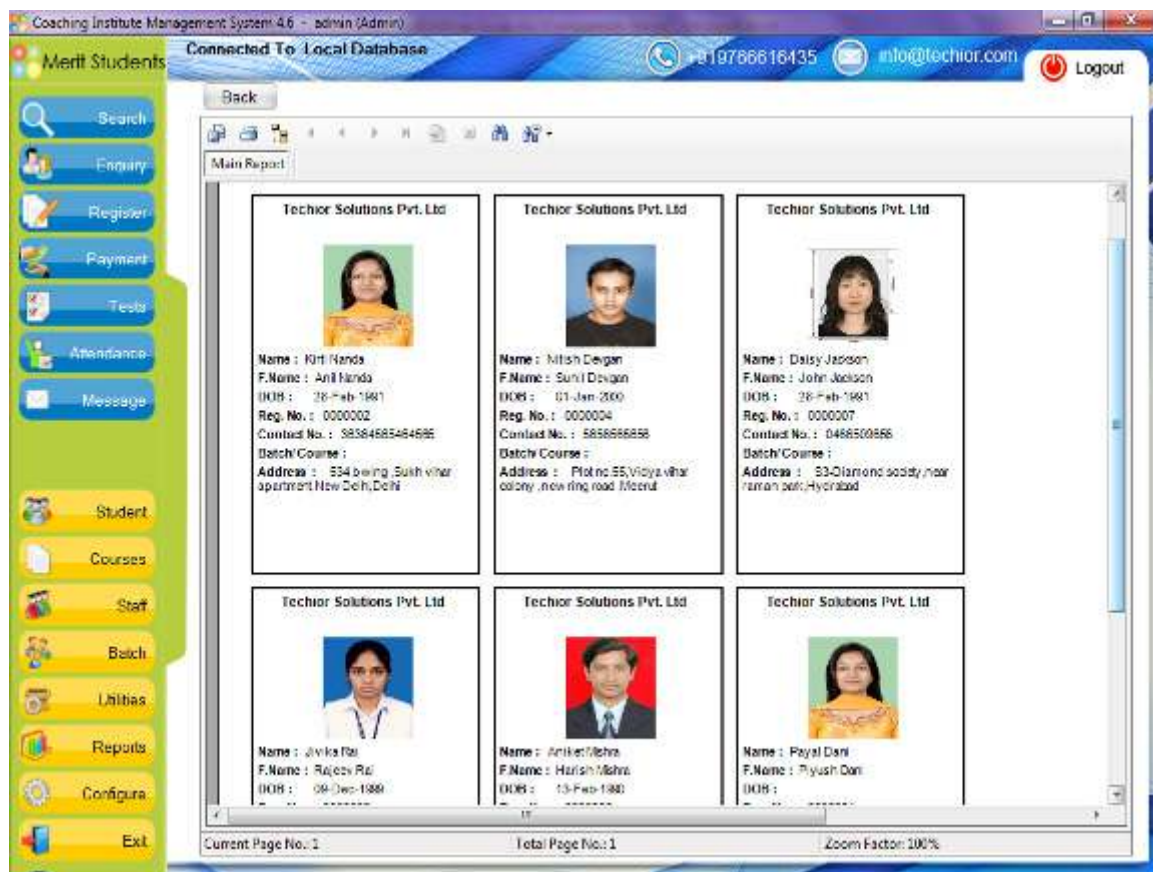 Coaching Institute Management System 4.6 - admin (Admin)
Merit Students
Connected To Local Database
+919766616435
info@techior.com
Logout
Back
Search
Enquiry
Register
Payment
Tests
Attendance
Message
Student
Courses
Staff
Batch
Utilities
Reports
Configure
Exit
Main Report
Techior Solutions Pvt. Ltd
Name : Kirti Nanda
F.Name : Anil Nanda
DOB : 28-Feb-1991
Reg. No. : 0000002
Contact No. :
Batch/Course :
Address : 534 b wing ,Sukh vihar
apartment New Delh,Delhi
Techior Solutions Pvt. Ltd
Name : Nitish Devgan
F.Name : Sunil Devgan
DOB : 01-Jan-2000
Reg. No. : 0000004
Contact No. :
Batch/Course :
Address : Plot no 55,Vidya vihar
colony ,new ring road Meerut
Techior Solutions Pvt. Ltd
Name : Daisy Jackson
F.Name : John Jackson
DOB : 28-Feb-1991
Reg. No. : 0000007
Contact No. :
Batch/Course :
Address : 93-Diamond society,near
raman park,Hydrabad
Techior Solutions Pvt. Ltd
Name : Jivika Rai
F.Name : Rajeev Rai
DOB : 09-Dec-1989
Techior Solutions Pvt. Ltd
Name : Aniket Mishra
F.Name : Harish Mishra
DOB : 13-Feb-1990
Techior Solutions Pvt. Ltd
Name : Payal Dani
F.Name : Piyush Dani
DOB :
Current Page No.: 1
Total Page No.: 1
Zoom Factor: 100%